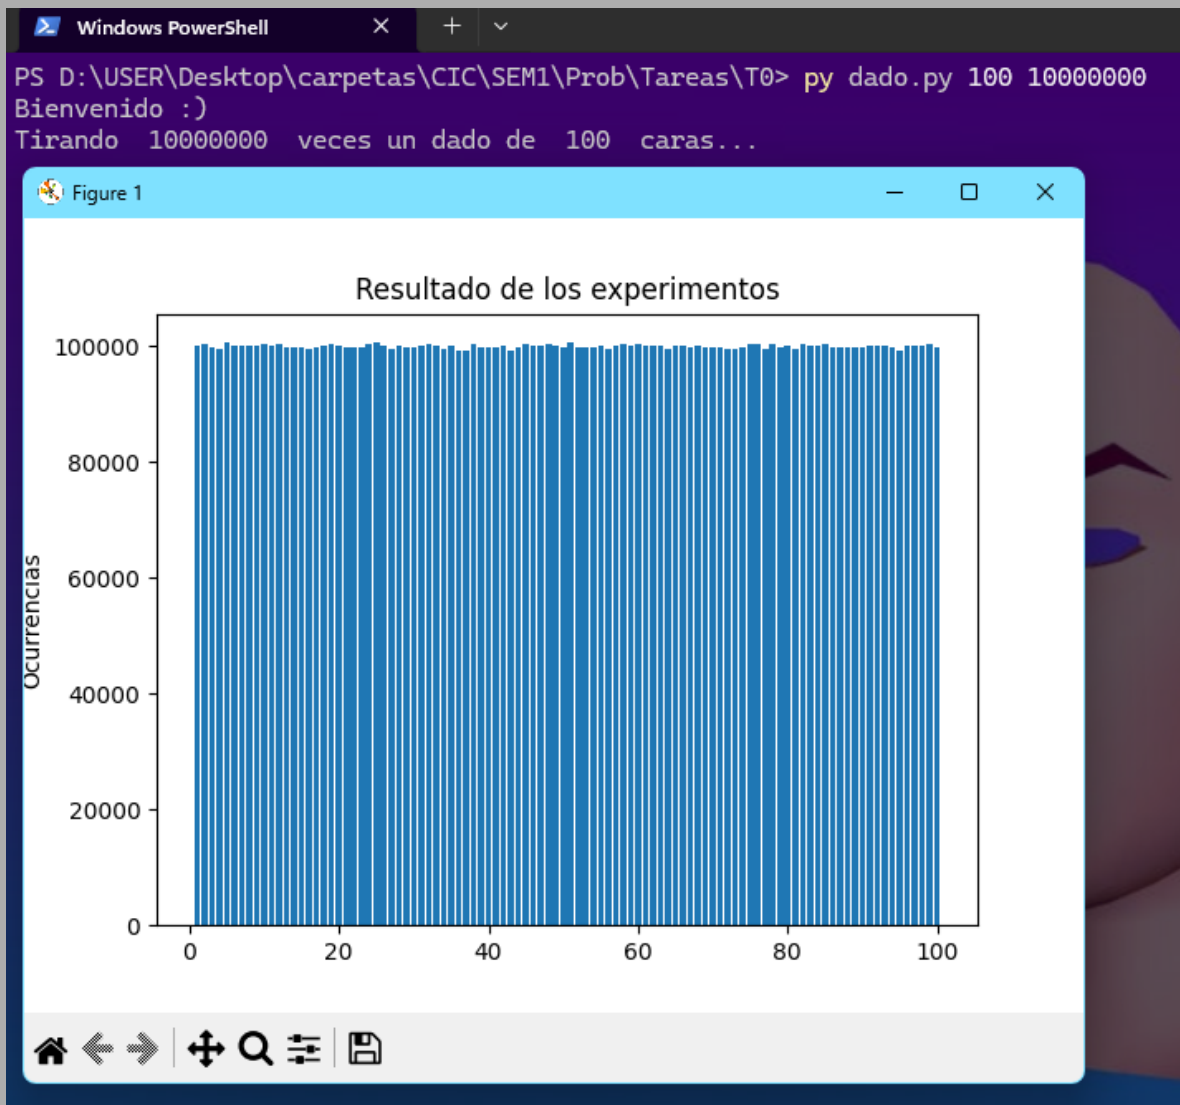 Windows PowerShell
PS D:\USER\Desktop\carpetas\CIC\SEM1\Prob\Tareas\T0> py dado.py 100 10000000
Bienvenido :)
Tirando  10000000  veces un dado de  100  caras...
Figure 1
Resultado de los experimentos
100000
80000
60000
40000
20000
0
Ocurrencias
0 20 40 60 80 100